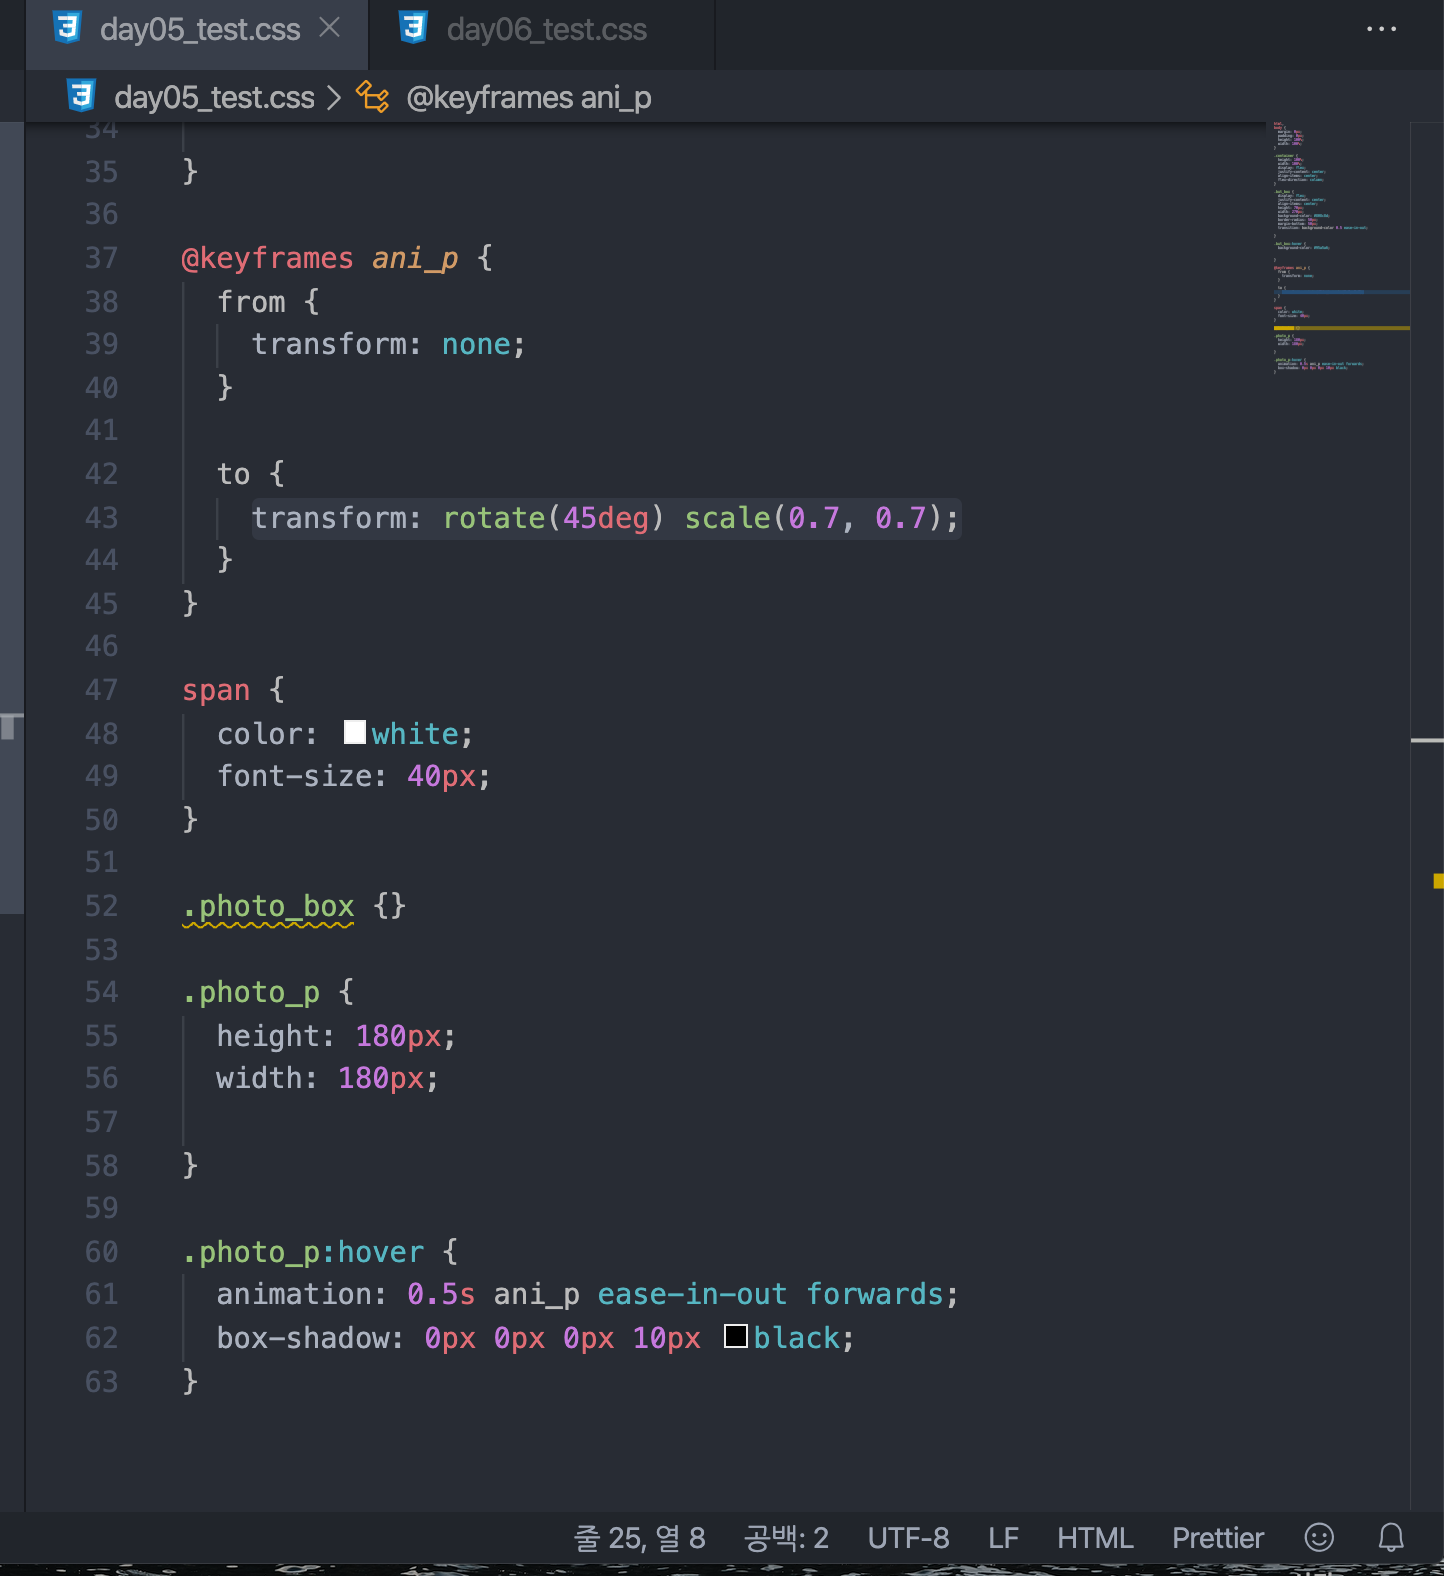 day05_test.css
day06_test.css
day05_test.css > @keyframes ani_p
34
35 }
36
37 @keyframes ani_p {
38 from {
39 transform: none;
40 }
41
42 to {
43 transform: rotate(45deg) scale(0.7, 0.7);
44 }
45 }
46
47 span {
48 color: white;
49 font-size: 40px;
50 }
51
52 .photo_box {}
53
54 .photo_p {
55 height: 180px;
56 width: 180px;
57
58 }
59
60 .photo_p:hover {
61 animation: 0.5s ani_p ease-in-out forwards;
62 box-shadow: 0px 0px 0px 10px black;
63 }
줄 25, 열 8 공백: 2 UTF-8 LF HTML Prettier